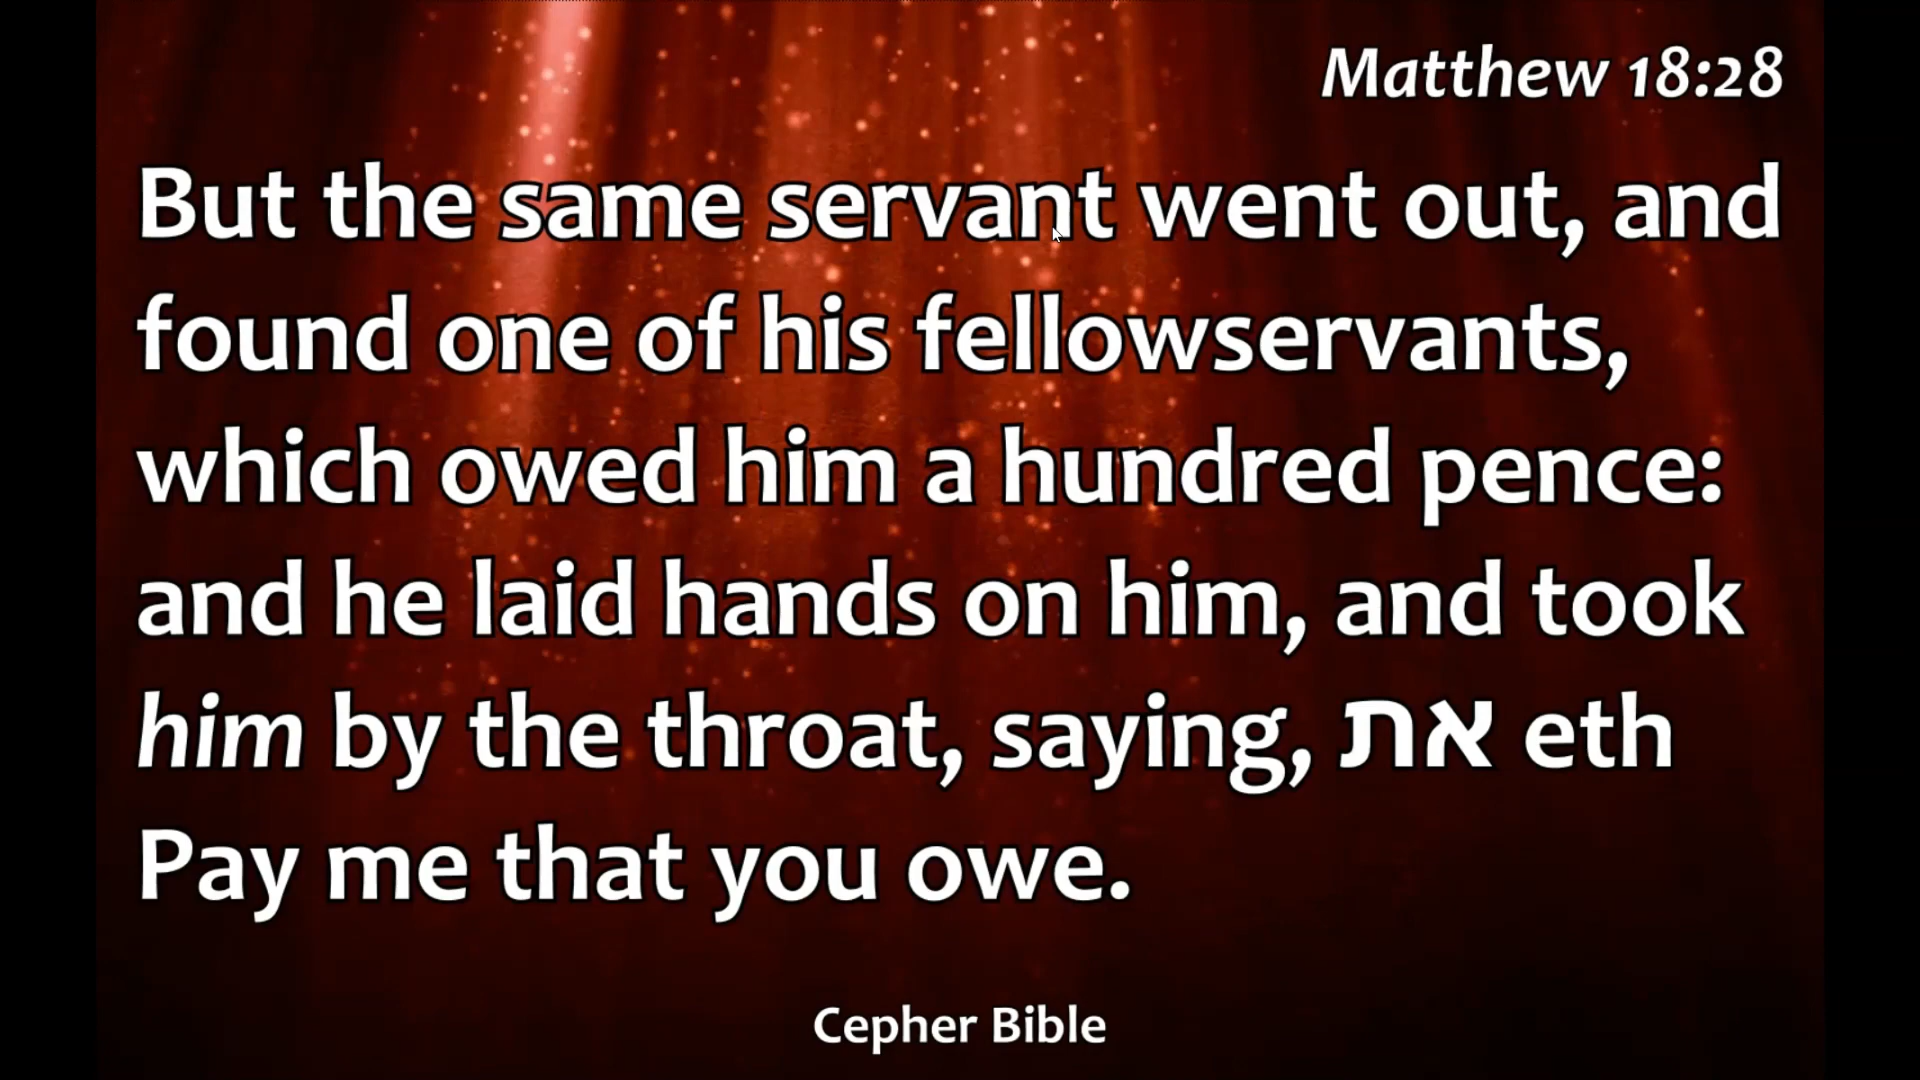 Matthew 18:28
But the same servant went out, and
found one of his fellowservants,
which owed him a hundred pence:
and he laid hands on him, and took
him by the throat, saying, את eth
Pay me that you owe.
Cepher Bible